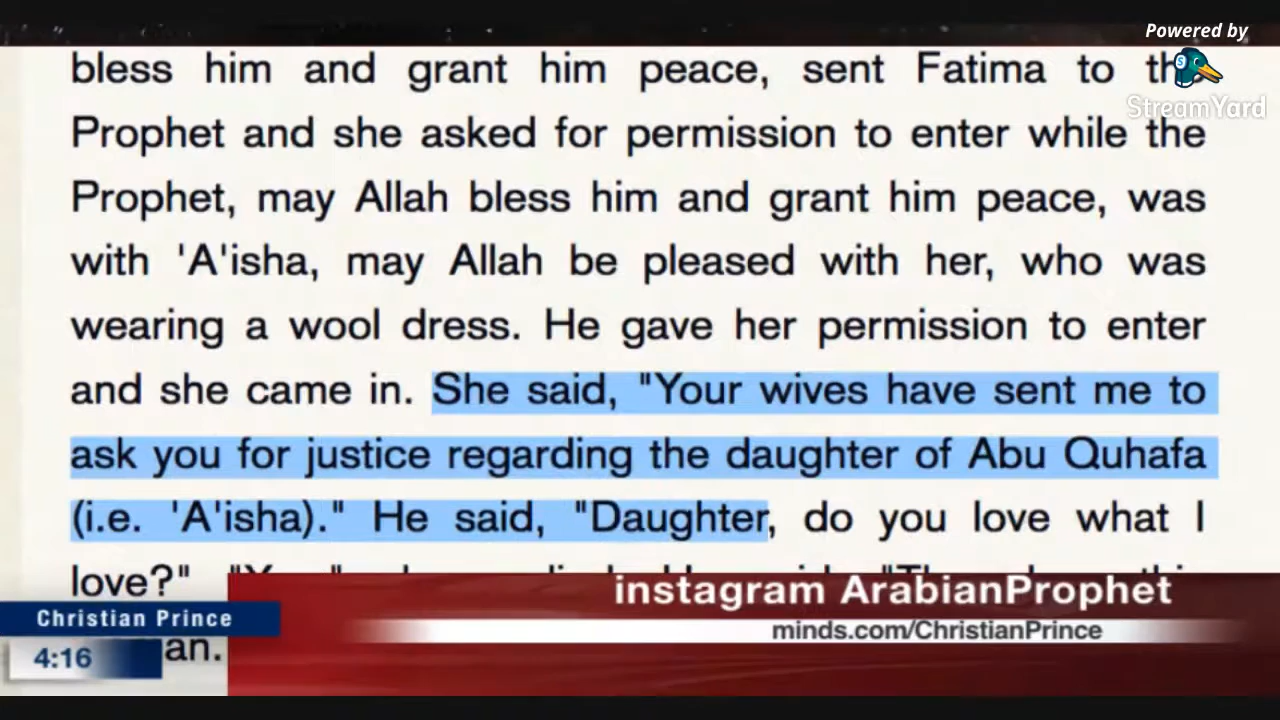 Powered by
StreamYard
bless him and grant him peace, sent Fatima to the
Prophet and she asked for permission to enter while the
Prophet, may Allah bless him and grant him peace, was
with 'A'isha, may Allah be pleased with her, who was
wearing a wool dress. He gave her permission to enter
and she came in. She said, "Your wives have sent me to
ask you for justice regarding the daughter of Abu Quhafa
(i.e. 'A'isha)." He said, "Daughter, do you love what I
love?"
an.
instagram ArabianProphet
minds.com/ChristianPrince
Christian Prince
4:16